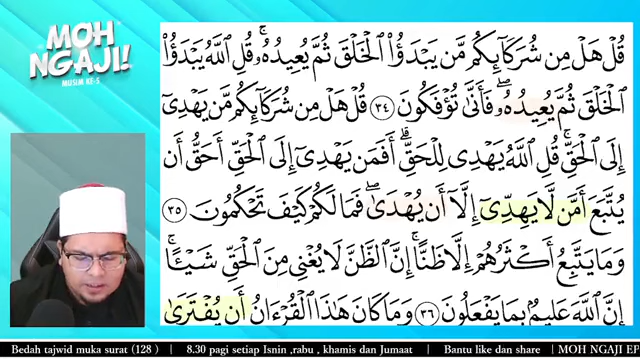 MOH
NGAJI!
MUSIM KE-5
قُلْ هَلْ مِن شُرَكَآئِكُم مَّن يَبْدَؤُا۟ ٱلْخَلْقَ ثُمَّ يُعِيدُهُۥ ۚ قُلِ ٱللَّهُ يَبْدَؤُا۟
ٱلْخَلْقَ ثُمَّ يُعِيدُهُۥ ۖ فَأَنَّىٰ تُؤْفَكُونَ ٣٤ قُلْ هَلْ مِن شُرَكَآئِكُم مَّن يَهْدِىٓ
إِلَى ٱلْحَقِّ ۚ قُلِ ٱللَّهُ يَهْدِى لِلْحَقِّ ۗ أَفَمَن يَهْدِىٓ إِلَى ٱلْحَقِّ أَحَقُّ أَن
يُتَّبَعَ أَمَّن لَّا يَهِدِّىٓ إِلَّآ أَن يُهْدَىٰ ۖ فَمَا لَكُمْ كَيْفَ تَحْكُمُونَ ٣٥
وَمَا يَتَّبِعُ أَكْثَرُهُمْ إِلَّا ظَنًّا ۚ إِنَّ ٱلظَّنَّ لَا يُغْنِى مِنَ ٱلْحَقِّ شَيْـًٔا ۚ
إِنَّ ٱللَّهَ عَلِيمٌۢ بِمَا يَفْعَلُونَ ٣٦ وَمَا كَانَ هَٰذَا ٱلْقُرْءَانُ أَن يُفْتَرَىٰ
Bedah tajwid muka surat (128 ) | 8.30 pagi setiap Isnin ,rabu , khamis dan Jumaat | Bantu like dan share | MOH NGAJI EP